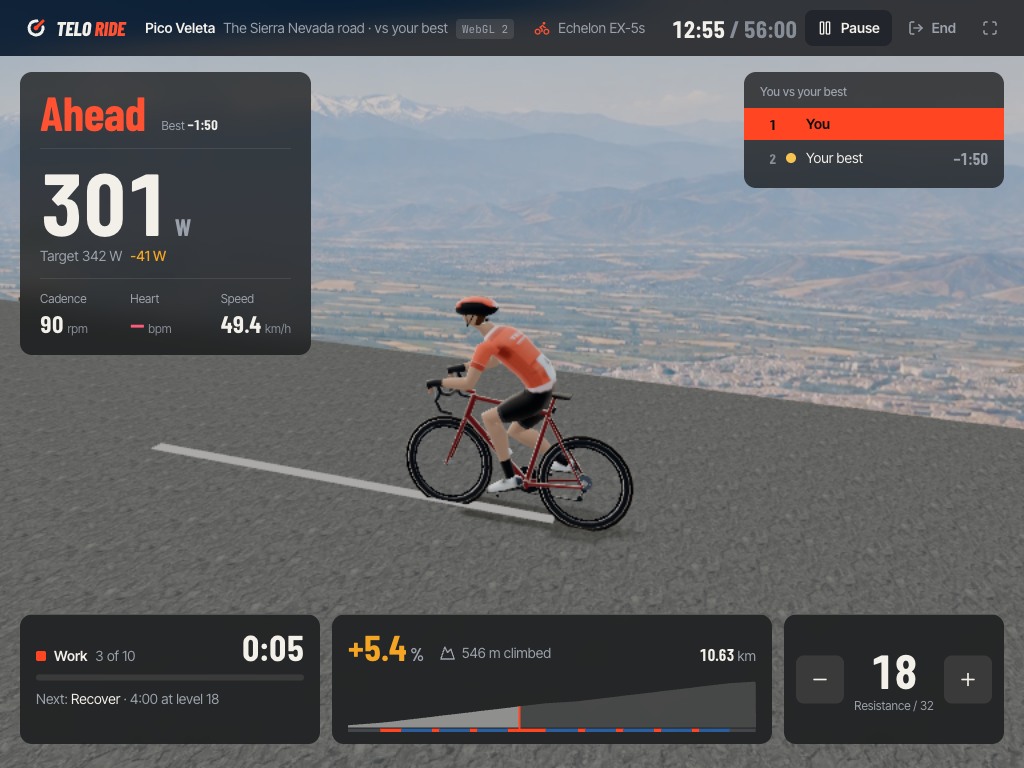 TELO RIDE Pico Veleta The Sierra Nevada road · vs your best WebGL 2 Echelon EX-5s 12:55 / 56:00 Pause End
Ahead Best −1:50
301 W
Target 342 W -41 W
Cadence Heart Speed
90 rpm — bpm 49.4 km/h
You vs your best
1 You
2 Your best −1:50
Work 3 of 10 0:05
Next: Recover · 4:00 at level 18
+5.4 % 546 m climbed 10.63 km
− 18 +
Resistance / 32